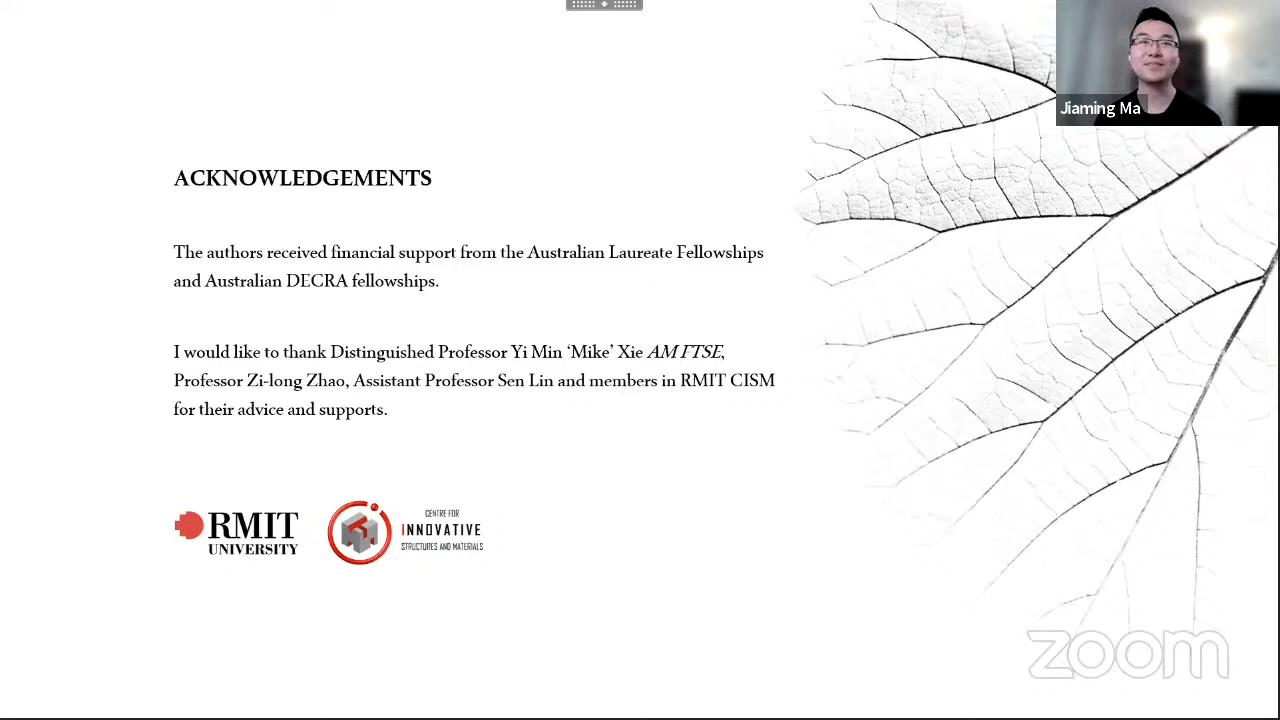 Jiaming Ma
ACKNOWLEDGEMENTS
The authors received financial support from the Australian Laureate Fellowships
and Australian DECRA fellowships.
I would like to thank Distinguished Professor Yi Min ‘Mike’ Xie AM FTSE,
Professor Zi-long Zhao, Assistant Professor Sen Lin and members in RMIT CISM
for their advice and supports.
RMIT
UNIVERSITY
CENTRE FOR
INNOVATIVE
STRUCTURES AND MATERIALS
zoom